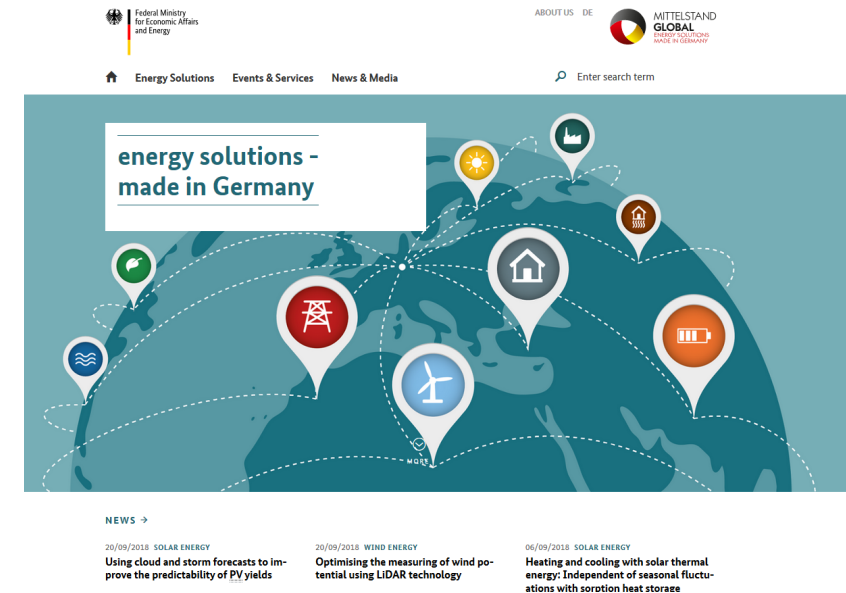 Federal Ministry
for Economic Affairs
and Energy
ABOUT US DE
MITTELSTAND
GLOBAL
ENERGY SOLUTIONS
MADE IN GERMANY
Energy Solutions Events & Services News & Media
Enter search term
energy solutions -
made in Germany
MORE
NEWS →
20/09/2018 SOLAR ENERGY
Using cloud and storm forecasts to im-
prove the predictability of PV yields
20/09/2018 WIND ENERGY
Optimising the measuring of wind po-
tential using LiDAR technology
06/09/2018 SOLAR ENERGY
Heating and cooling with solar thermal
energy: Independent of seasonal fluctu-
ations with sorption heat storage